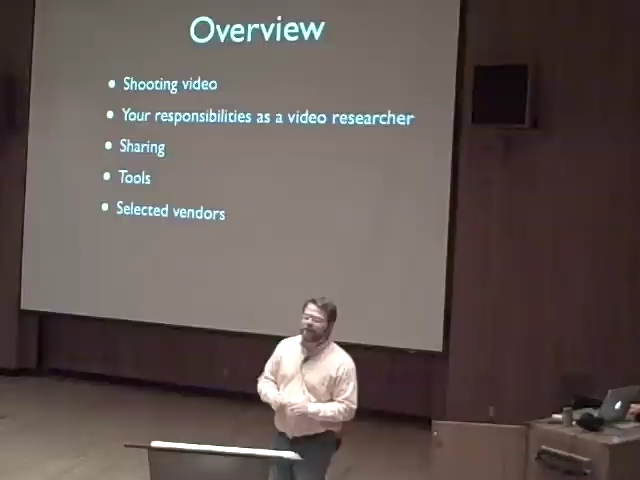 Overview
Shooting video
Your responsibilities as a video researcher
Sharing
Tools
Selected vendors